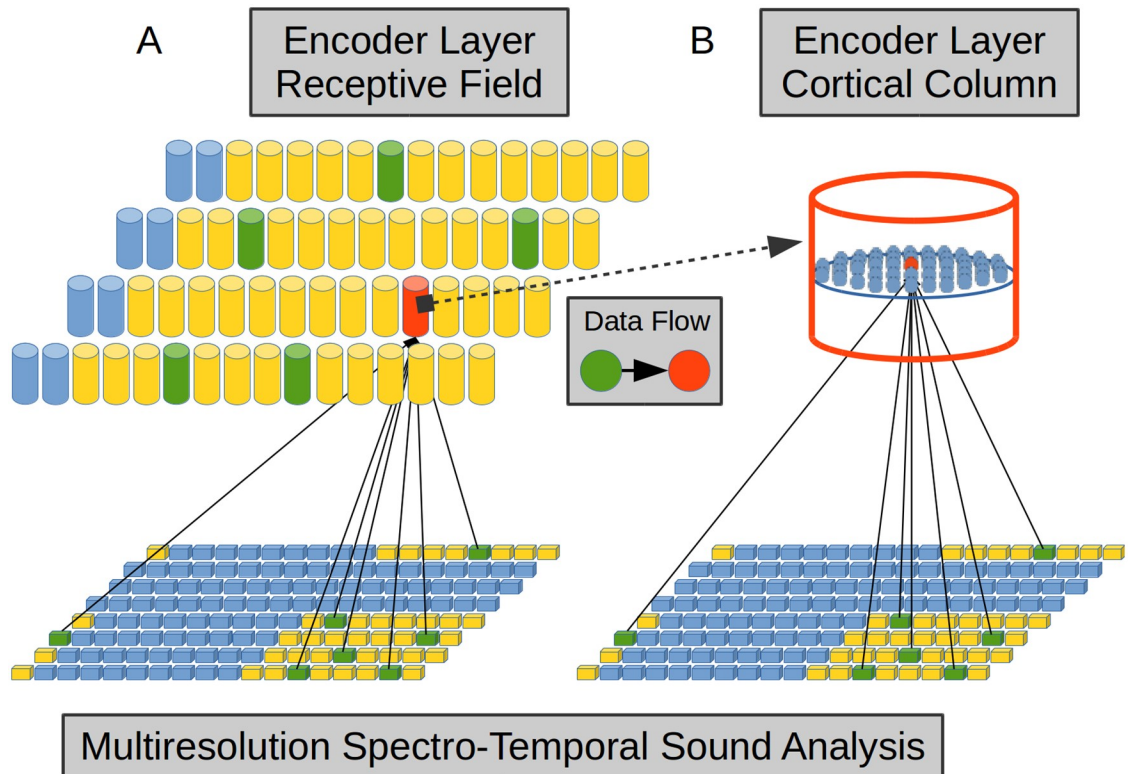 A
Encoder Layer
Receptive Field
B
Encoder Layer
Cortical Column
Data Flow
Multiresolution Spectro-Temporal Sound Analysis